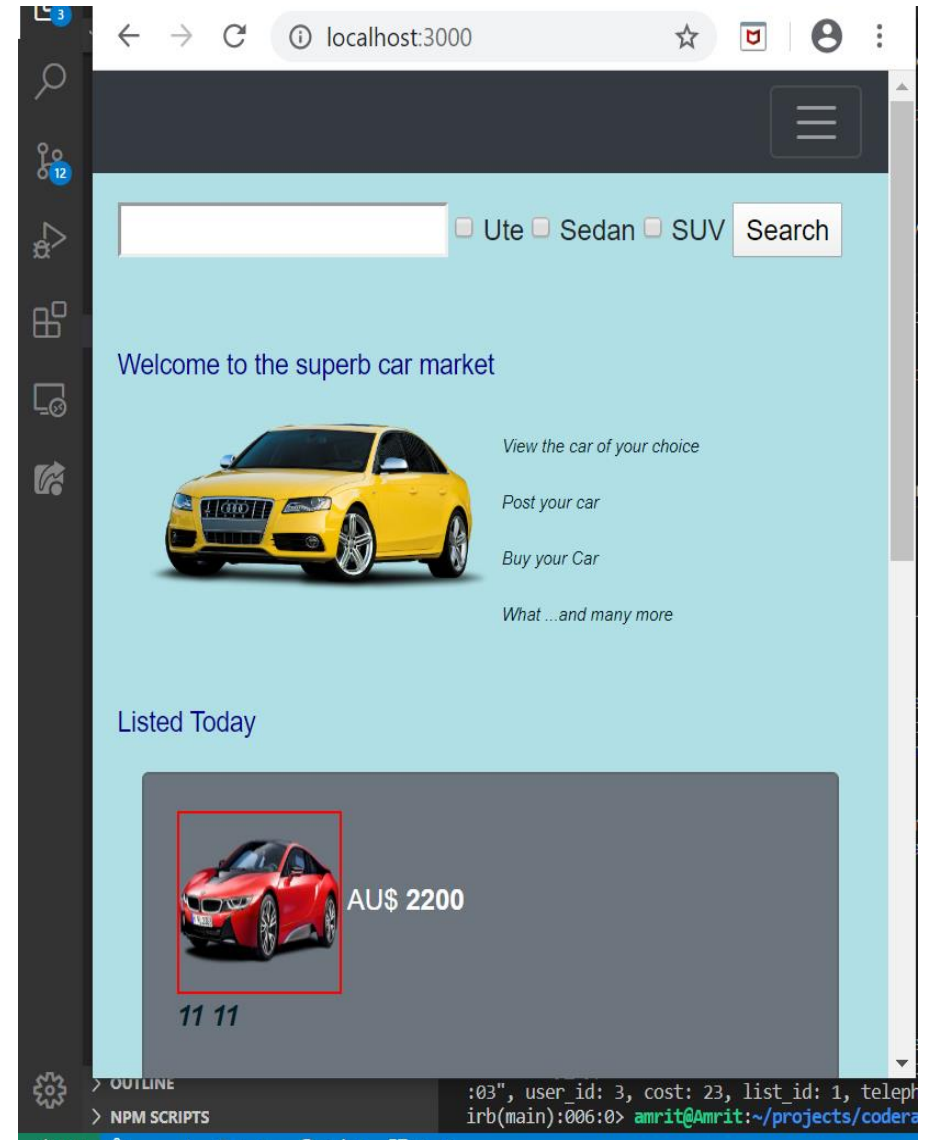 3
localhost:3000
12
Ute Sedan SUV Search
Welcome to the superb car market
View the car of your choice
Post your car
Buy your Car
What ...and many more
Listed Today
AU$ 2200
11 11
OUTLINE
NPM SCRIPTS
:03", user_id: 3, cost: 23, list_id: 1, teleph
irb(main):006:0> amrit@Amrit:~/projects/codera